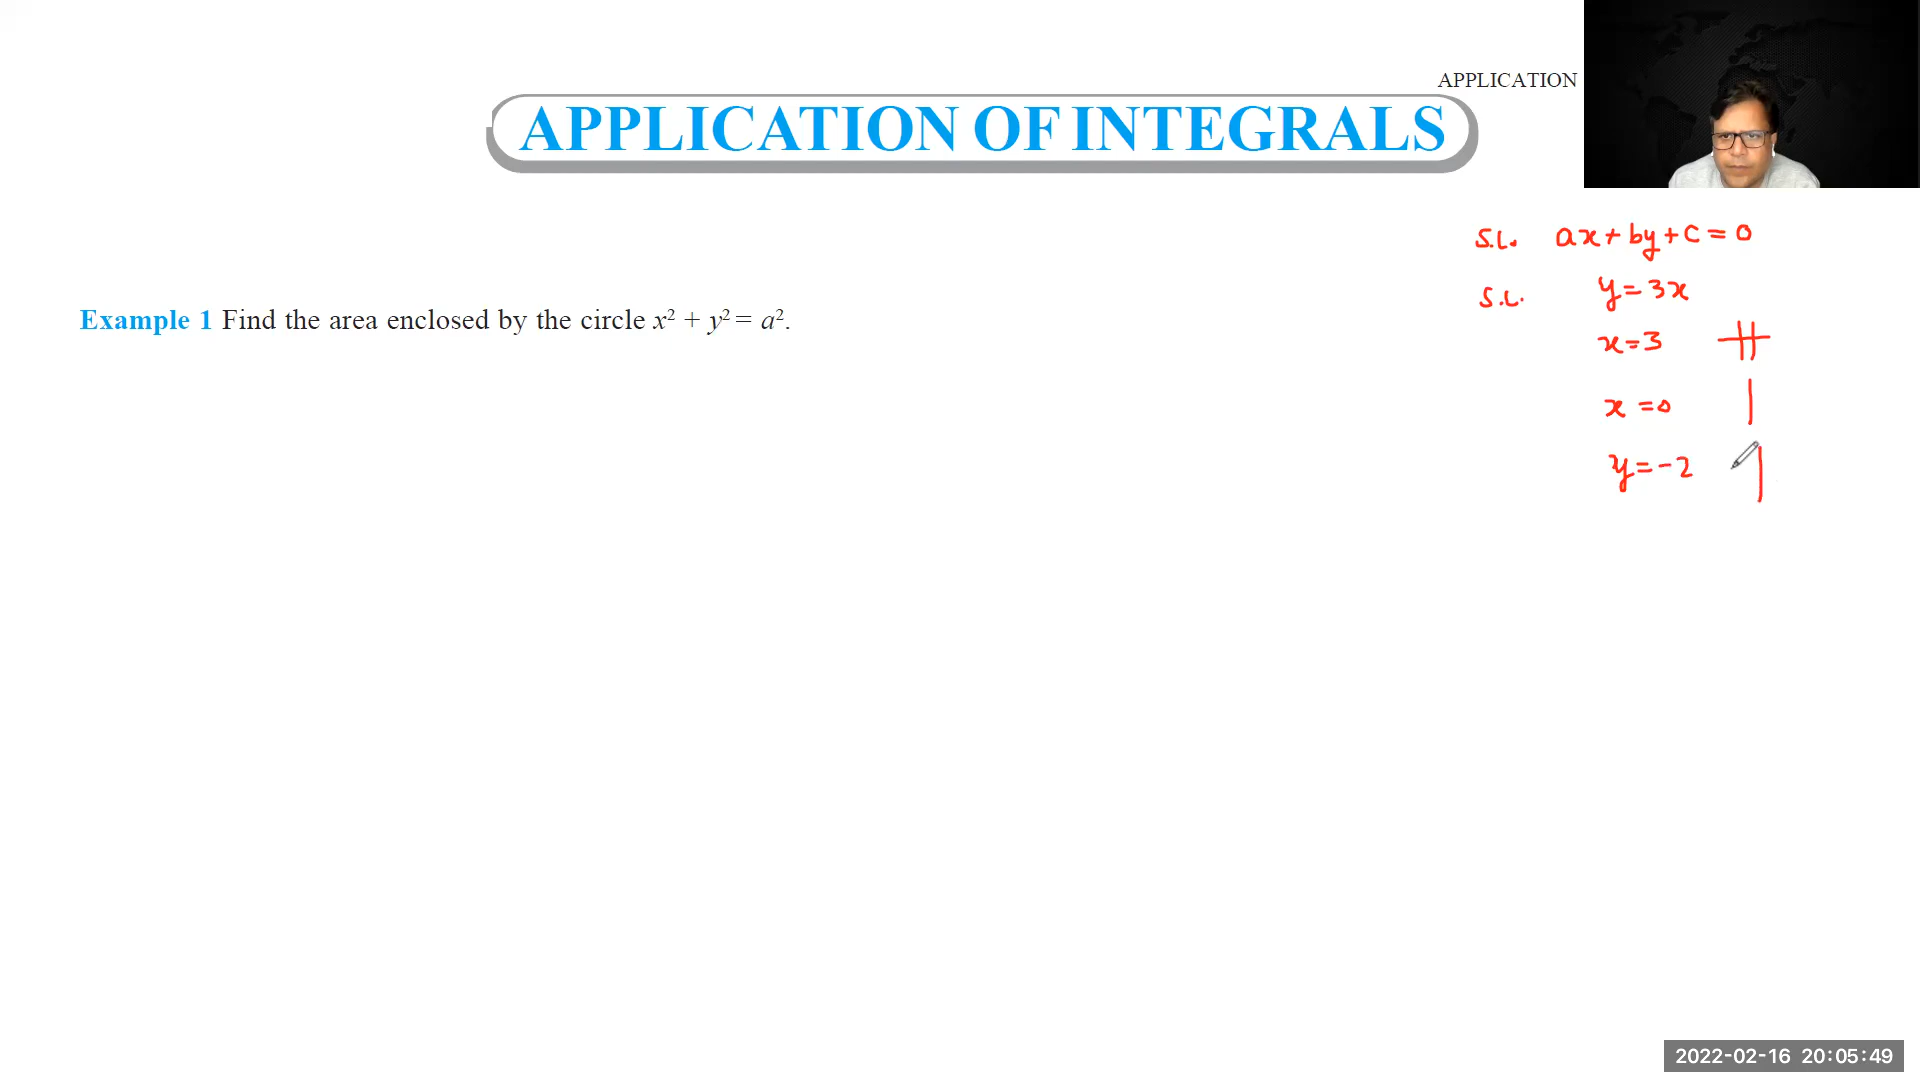 APPLICATION
APPLICATION OF INTEGRALS
S.L. ax + by + c = 0
S.L. y = 3x
x = 3
x = 0
y = -2
Example 1 Find the area enclosed by the circle x² + y² = a².
2022-02-16 20:05:49